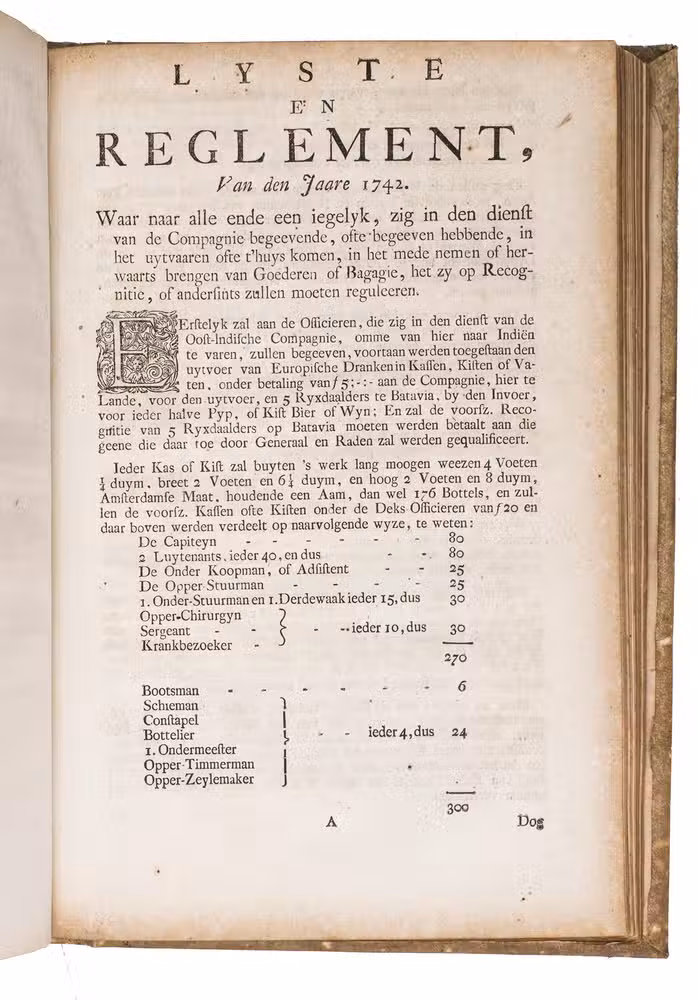 LYSTE
EN
REGLEMENT,
Van den Jaare 1742.
Waar naar alle ende een iegelyk, zig in den dienſt
van de Compagnie begeevende, ofte begeeven hebbende, in
het uytvaaren ofte t'huys komen, in het mede nemen of her-
waarts brengen van Goederen of Bagagie, het zy op Recog-
nitie, of anderſints zullen moeten reguleeren.
EErſtelyk zal aan de Officieren, die zig in den dienſt van de
Ooſt-Indiſche Compagnie, omme van hier naar Indiën
te varen, zullen begeeven, voortaan werden toegeſtaan den
uytvoer van Europiſche Dranken in Kaſſen, Kiſten of Va-
ten, onder betaling van ƒ 5:-:- aan de Compagnie, hier te
Lande, voor den uytvoer, en 5 Ryxdaalders te Batavia, by den Invoer,
voor ieder halve Pyp, of Kiſt Bier of Wyn; En zal de voorſz. Reco-
gnitie van 5 Ryxdaalders op Batavia moeten werden betaalt aan die
geene die daar toe door Generaal en Raden zal werden gequalificeert.
Ieder Kas of Kiſt zal buyten 's werk lang moogen weezen 4 Voeten
¼ duym, breet 2 Voeten en 6¼ duym, en hoog 2 Voeten en 8 duym,
Amſterdamſe Maat, houdende een Aam, dan wel 176 Bottels, en zul-
len de voorſz. Kaſſen ofte Kiſten onder de Deks-Officieren van ƒ 20 en
daar boven werden verdeelt op naarvolgende wyze, te weten:
De Capiteyn - - - - - - 80
2 Luytenants, ieder 40, en dus - - 80
De Onder Koopman, of Adſiſtent - - 25
De Opper-Stuurman - - - - 25
1. Onder-Stuurman en 1. Derdewaak ieder 15, dus 30
Opper-Chirurgyn
Sergeant - - } - -- ieder 10, dus 30
Krankbezoeker -
270
Bootsman - - - - - - 6
Schieman
Conſtapel
Bottelier } - - ieder 4, dus 24
1. Ondermeeſter
Opper-Timmerman
Opper-Zeylemaker
300
A Dog